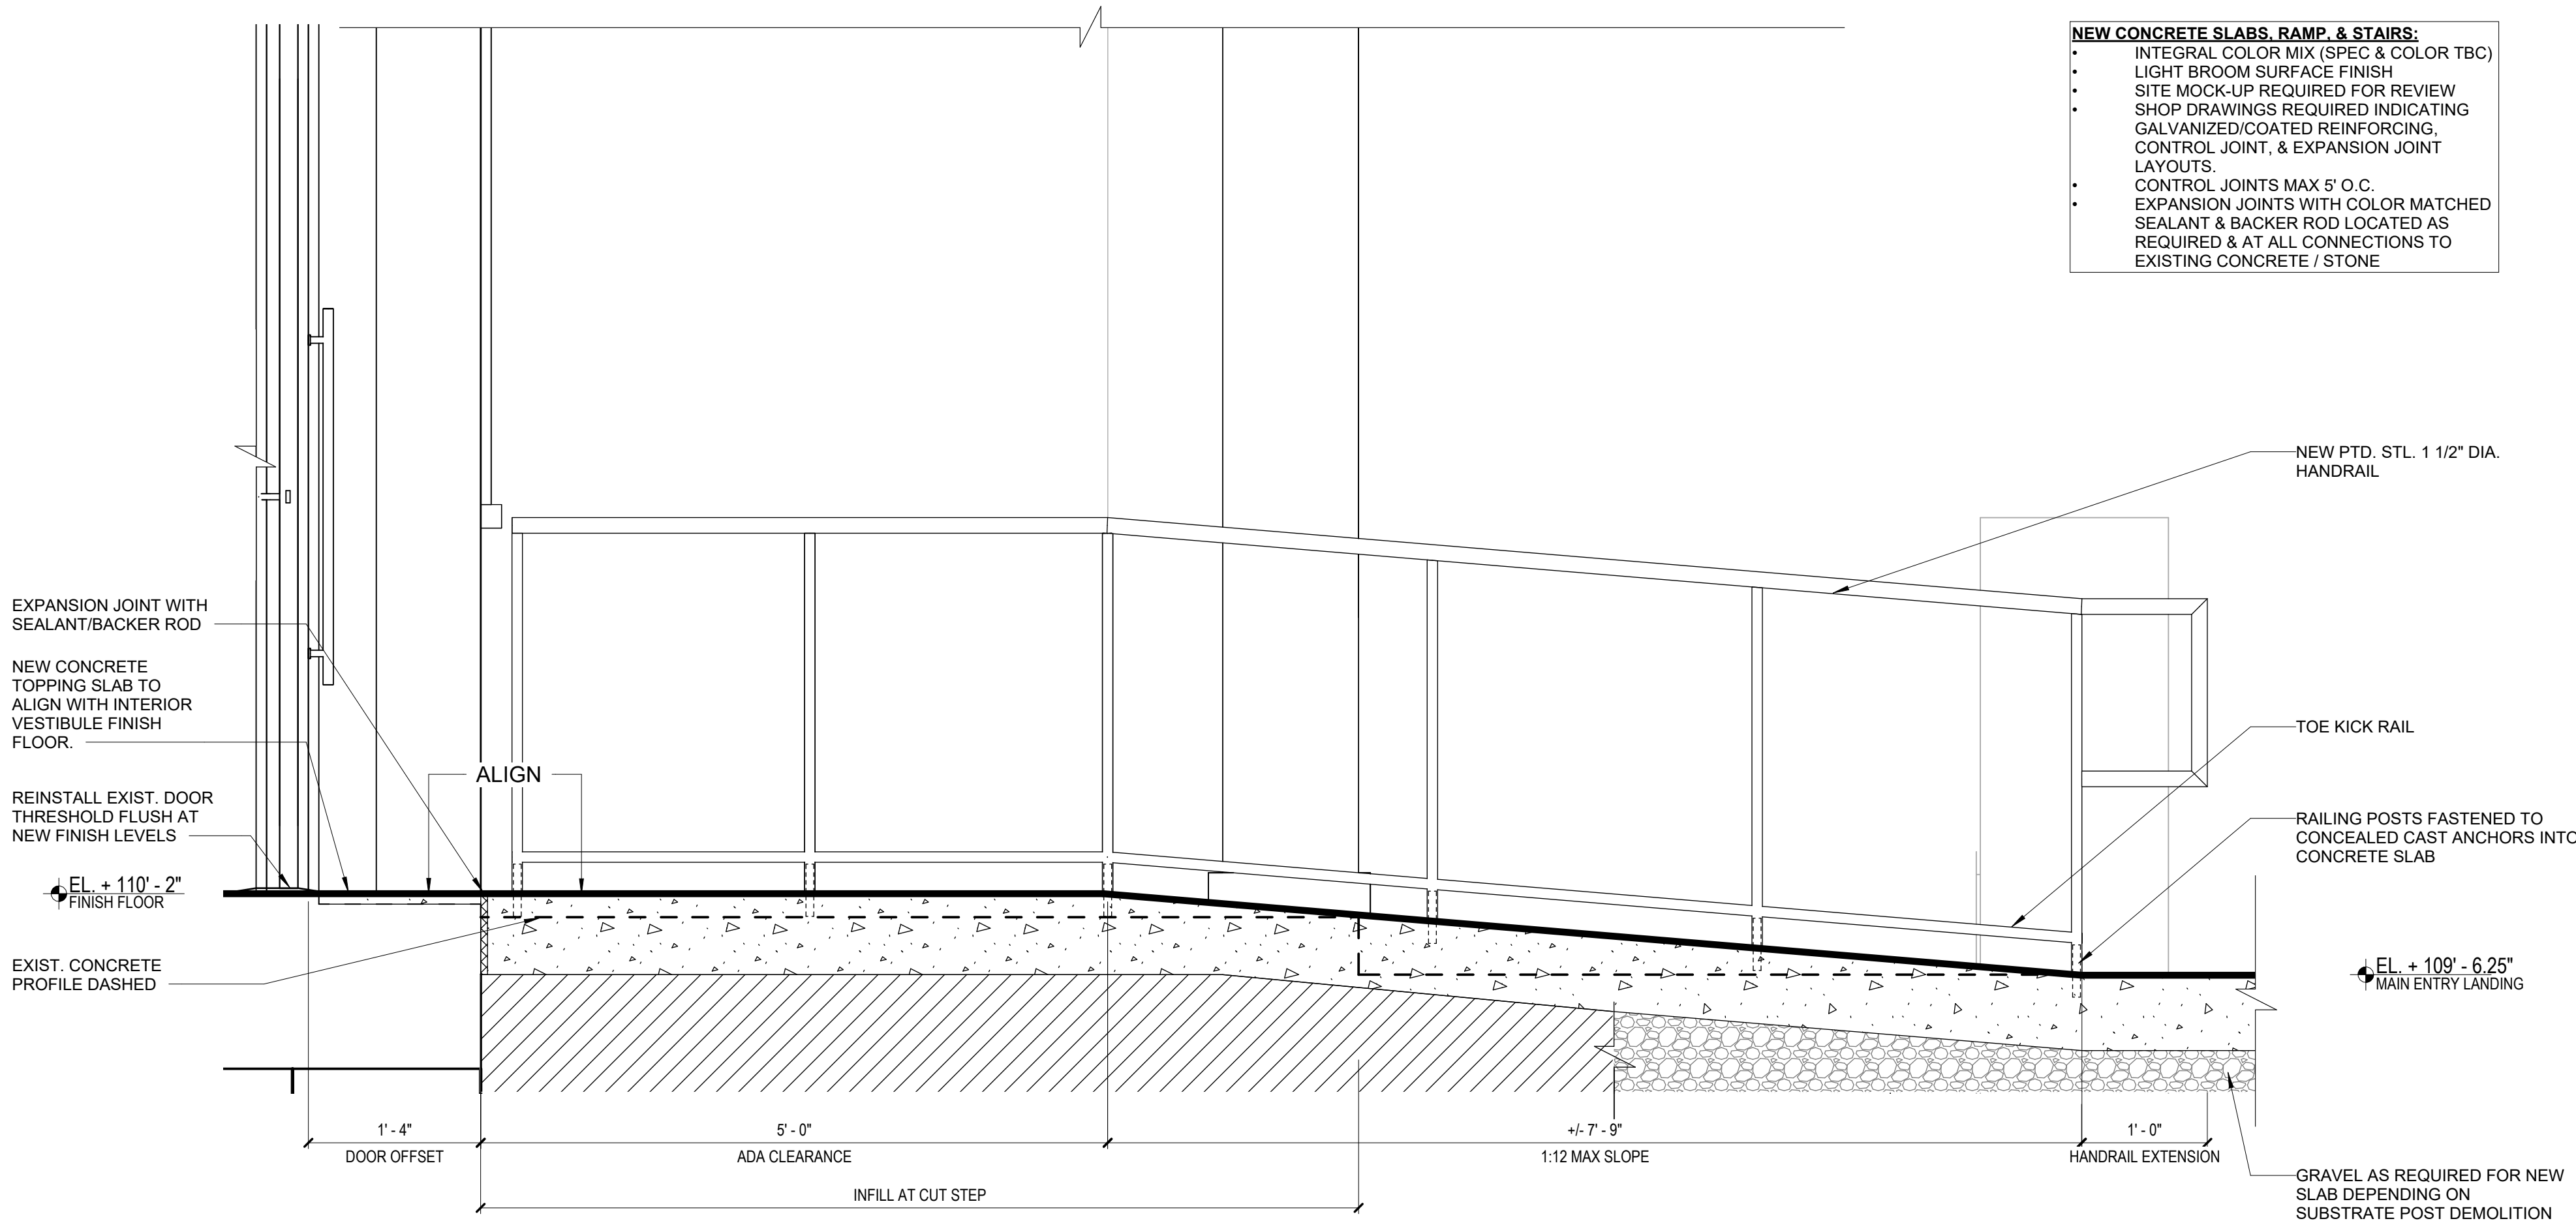 NEW CONCRETE SLABS, RAMP, & STAIRS:
• INTEGRAL COLOR MIX (SPEC & COLOR TBC)
• LIGHT BROOM SURFACE FINISH
• SITE MOCK-UP REQUIRED FOR REVIEW
• SHOP DRAWINGS REQUIRED INDICATING
GALVANIZED/COATED REINFORCING,
CONTROL JOINT, & EXPANSION JOINT
LAYOUTS.
• CONTROL JOINTS MAX 5' O.C.
• EXPANSION JOINTS WITH COLOR MATCHED
SEALANT & BACKER ROD LOCATED AS
REQUIRED & AT ALL CONNECTIONS TO
EXISTING CONCRETE / STONE
NEW PTD. STL. 1 1/2" DIA.
HANDRAIL
EXPANSION JOINT WITH
SEALANT/BACKER ROD
NEW CONCRETE
TOPPING SLAB TO
ALIGN WITH INTERIOR
VESTIBULE FINISH
FLOOR.
ALIGN
TOE KICK RAIL
REINSTALL EXIST. DOOR
THRESHOLD FLUSH AT
NEW FINISH LEVELS
RAILING POSTS FASTENED TO
CONCEALED CAST ANCHORS INTO
CONCRETE SLAB
EL. + 110' - 2"
FINISH FLOOR
EXIST. CONCRETE
PROFILE DASHED
EL. + 109' - 6.25"
MAIN ENTRY LANDING
1' - 4"
DOOR OFFSET
5' - 0"
ADA CLEARANCE
+/- 7' - 9"
1:12 MAX SLOPE
1' - 0"
HANDRAIL EXTENSION
INFILL AT CUT STEP
GRAVEL AS REQUIRED FOR NEW
SLAB DEPENDING ON
SUBSTRATE POST DEMOLITION